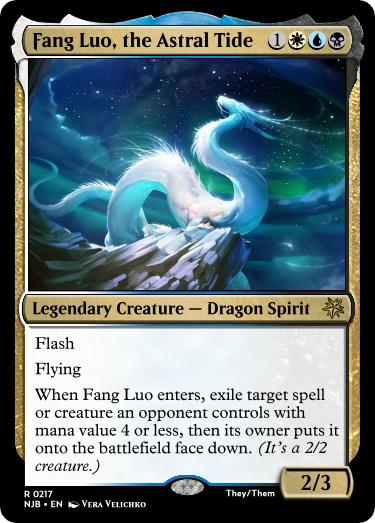 Fang Luo, the Astral Tide 1
Legendary Creature — Dragon Spirit
Flash
Flying
When Fang Luo enters, exile target spell
or creature an opponent controls with
mana value 4 or less, then its owner puts it
onto the battlefield face down. (It's a 2/2
creature.)
2/3
R 0217
NJB • EN Vera Velichko
They/Them